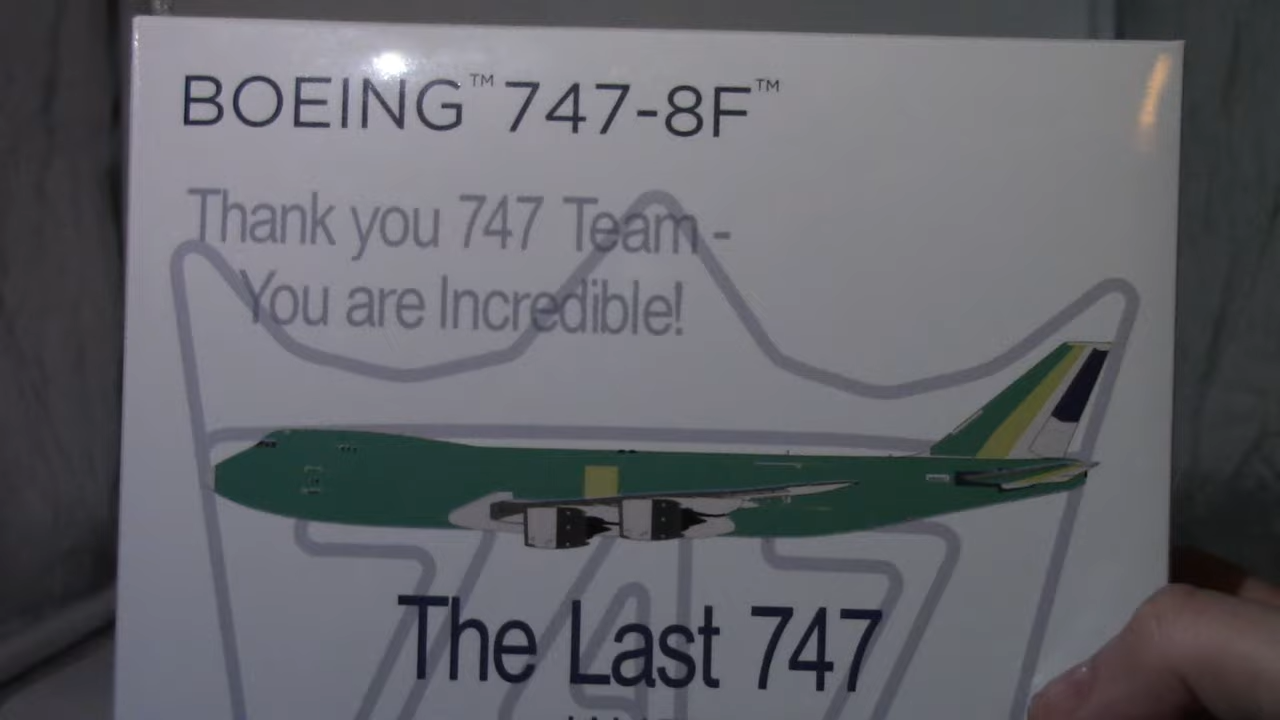 BOEING™ 747-8F™
Thank you 747 Team -
You are Incredible!
The Last 747